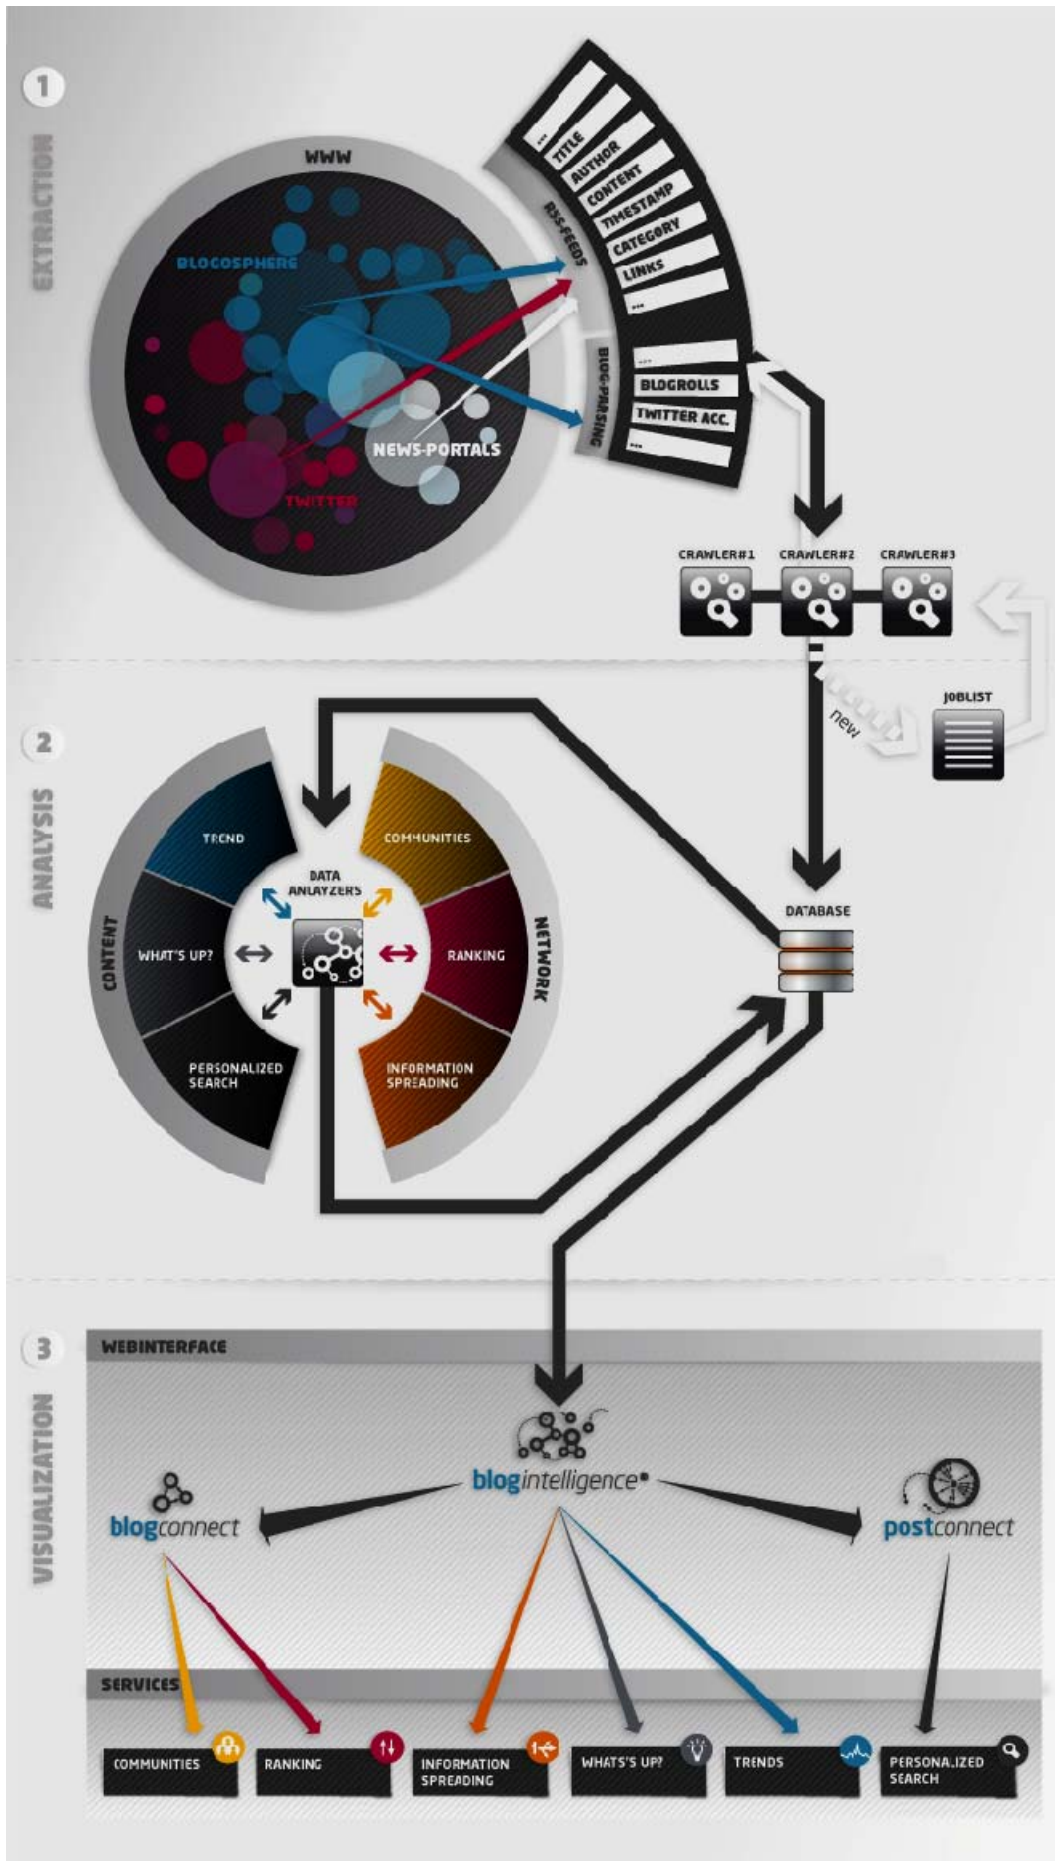 1
EXTRACTION
WWW
BLOCOSPHERE
NEWS-PORTALS
TWITTER
RSS-FEEDS
...
TITLE
AUTHOR
CONTENT
TIMESTAMP
CATEGORY
LINKS
...
BLOG-PARSING
...
BLOGROLLS
TWITTER ACC.
...
CRAWLER#1
CRAWLER#2
CRAWLER#3
new
JOBLIST
2
ANALYSIS
CONTENT
TREND
WHAT'S UP?
PERSONALIZED
SEARCH
DATA
ANLAYZERS
COMMUNITIES
RANKING
INFORMATION
SPREADING
NETWORK
DATABASE
3
VISUALIZATION
WEBINTERFACE
blogintelligence
blogconnect
postconnect
SERVICES
COMMUNITIES
RANKING
INFORMATION
SPREADING
WHATS'S UP?
TRENDS
PERSONALIZED
SEARCH